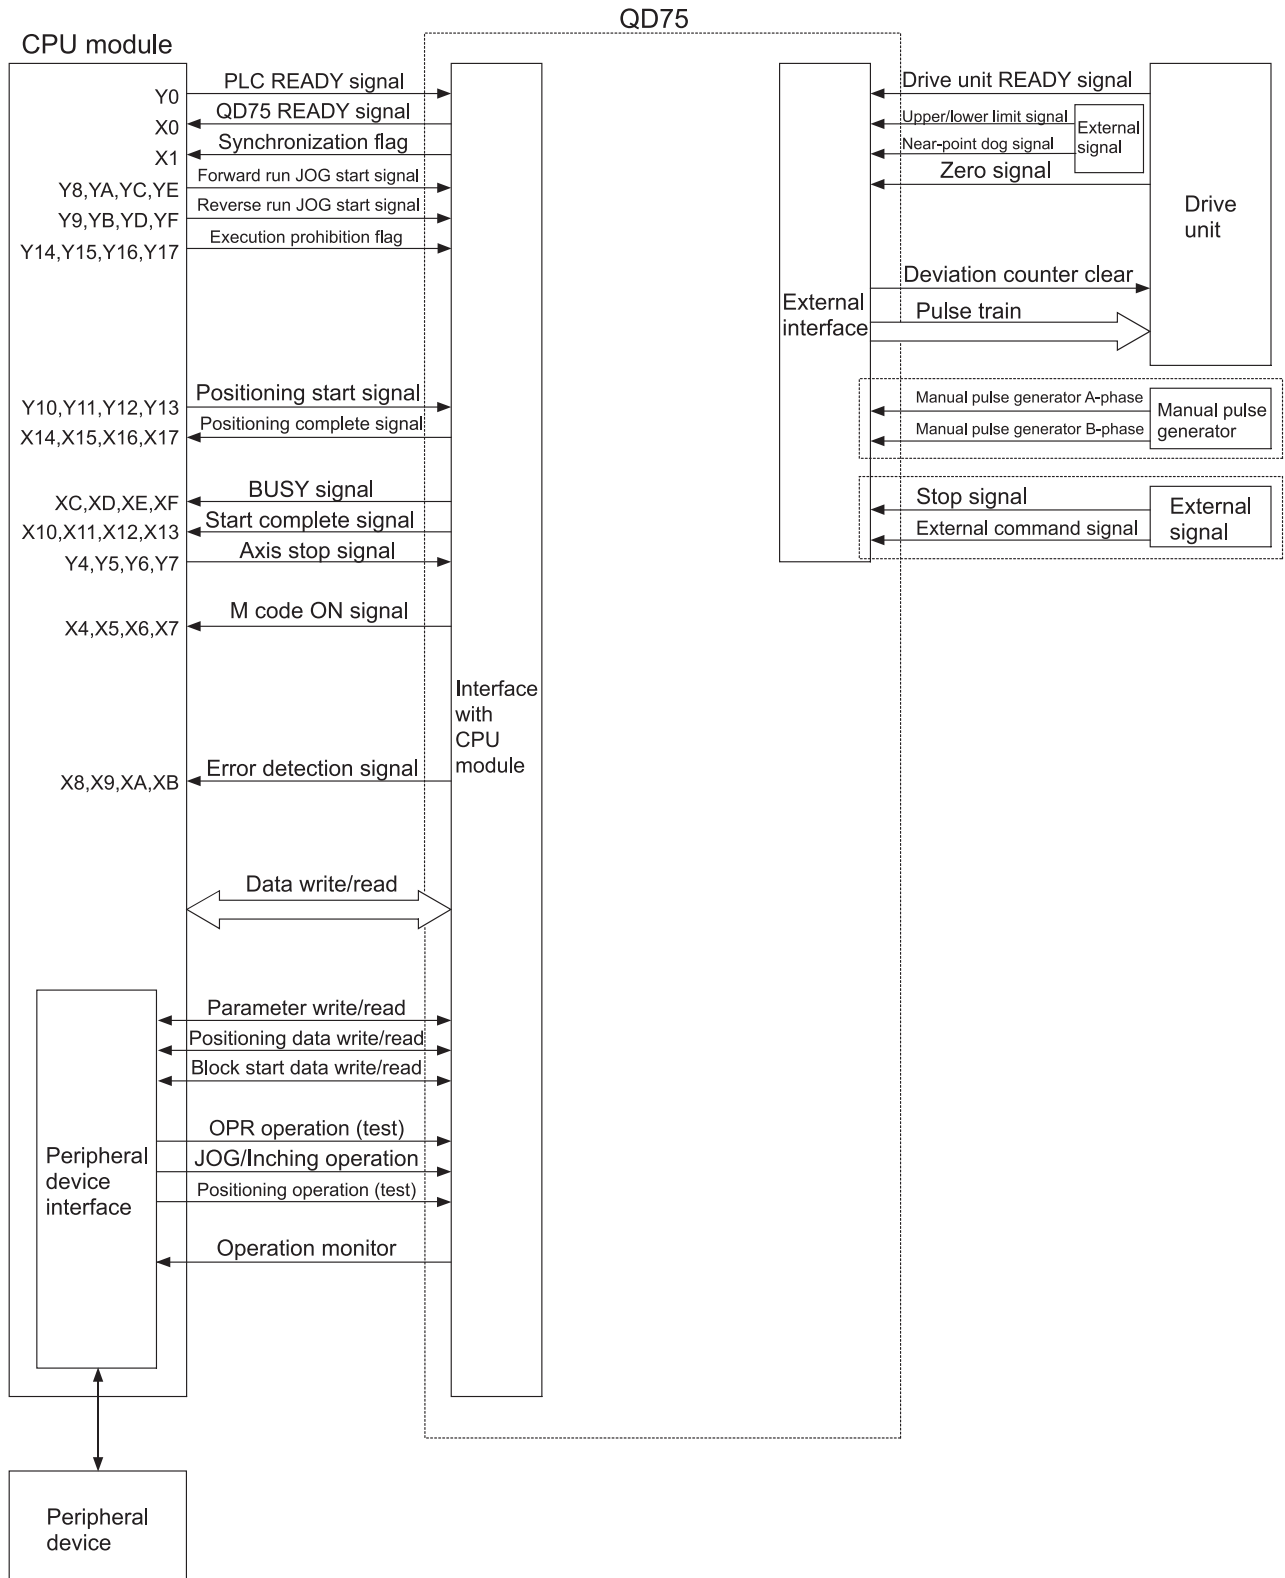 QD75
CPU module
Y0
PLC READY signal
X0
QD75 READY signal
X1
Synchronization flag
Y8,YA,YC,YE
Forward run JOG start signal
Y9,YB,YD,YF
Reverse run JOG start signal
Y14,Y15,Y16,Y17
Execution prohibition flag
Y10,Y11,Y12,Y13
Positioning start signal
X14,X15,X16,X17
Positioning complete signal
XC,XD,XE,XF
BUSY signal
X10,X11,X12,X13
Start complete signal
Y4,Y5,Y6,Y7
Axis stop signal
X4,X5,X6,X7
M code ON signal
X8,X9,XA,XB
Error detection signal
Data write/read
Interface
with
CPU
module
Parameter write/read
Positioning data write/read
Block start data write/read
OPR operation (test)
JOG/Inching operation
Positioning operation (test)
Operation monitor
Peripheral
device
interface
Peripheral
device
External
interface
Drive unit READY signal
Upper/lower limit signal
Near-point dog signal
External
signal
Zero signal
Drive
unit
Deviation counter clear
Pulse train
Manual pulse generator A-phase
Manual pulse generator B-phase
Manual pulse
generator
Stop signal
External command signal
External
signal